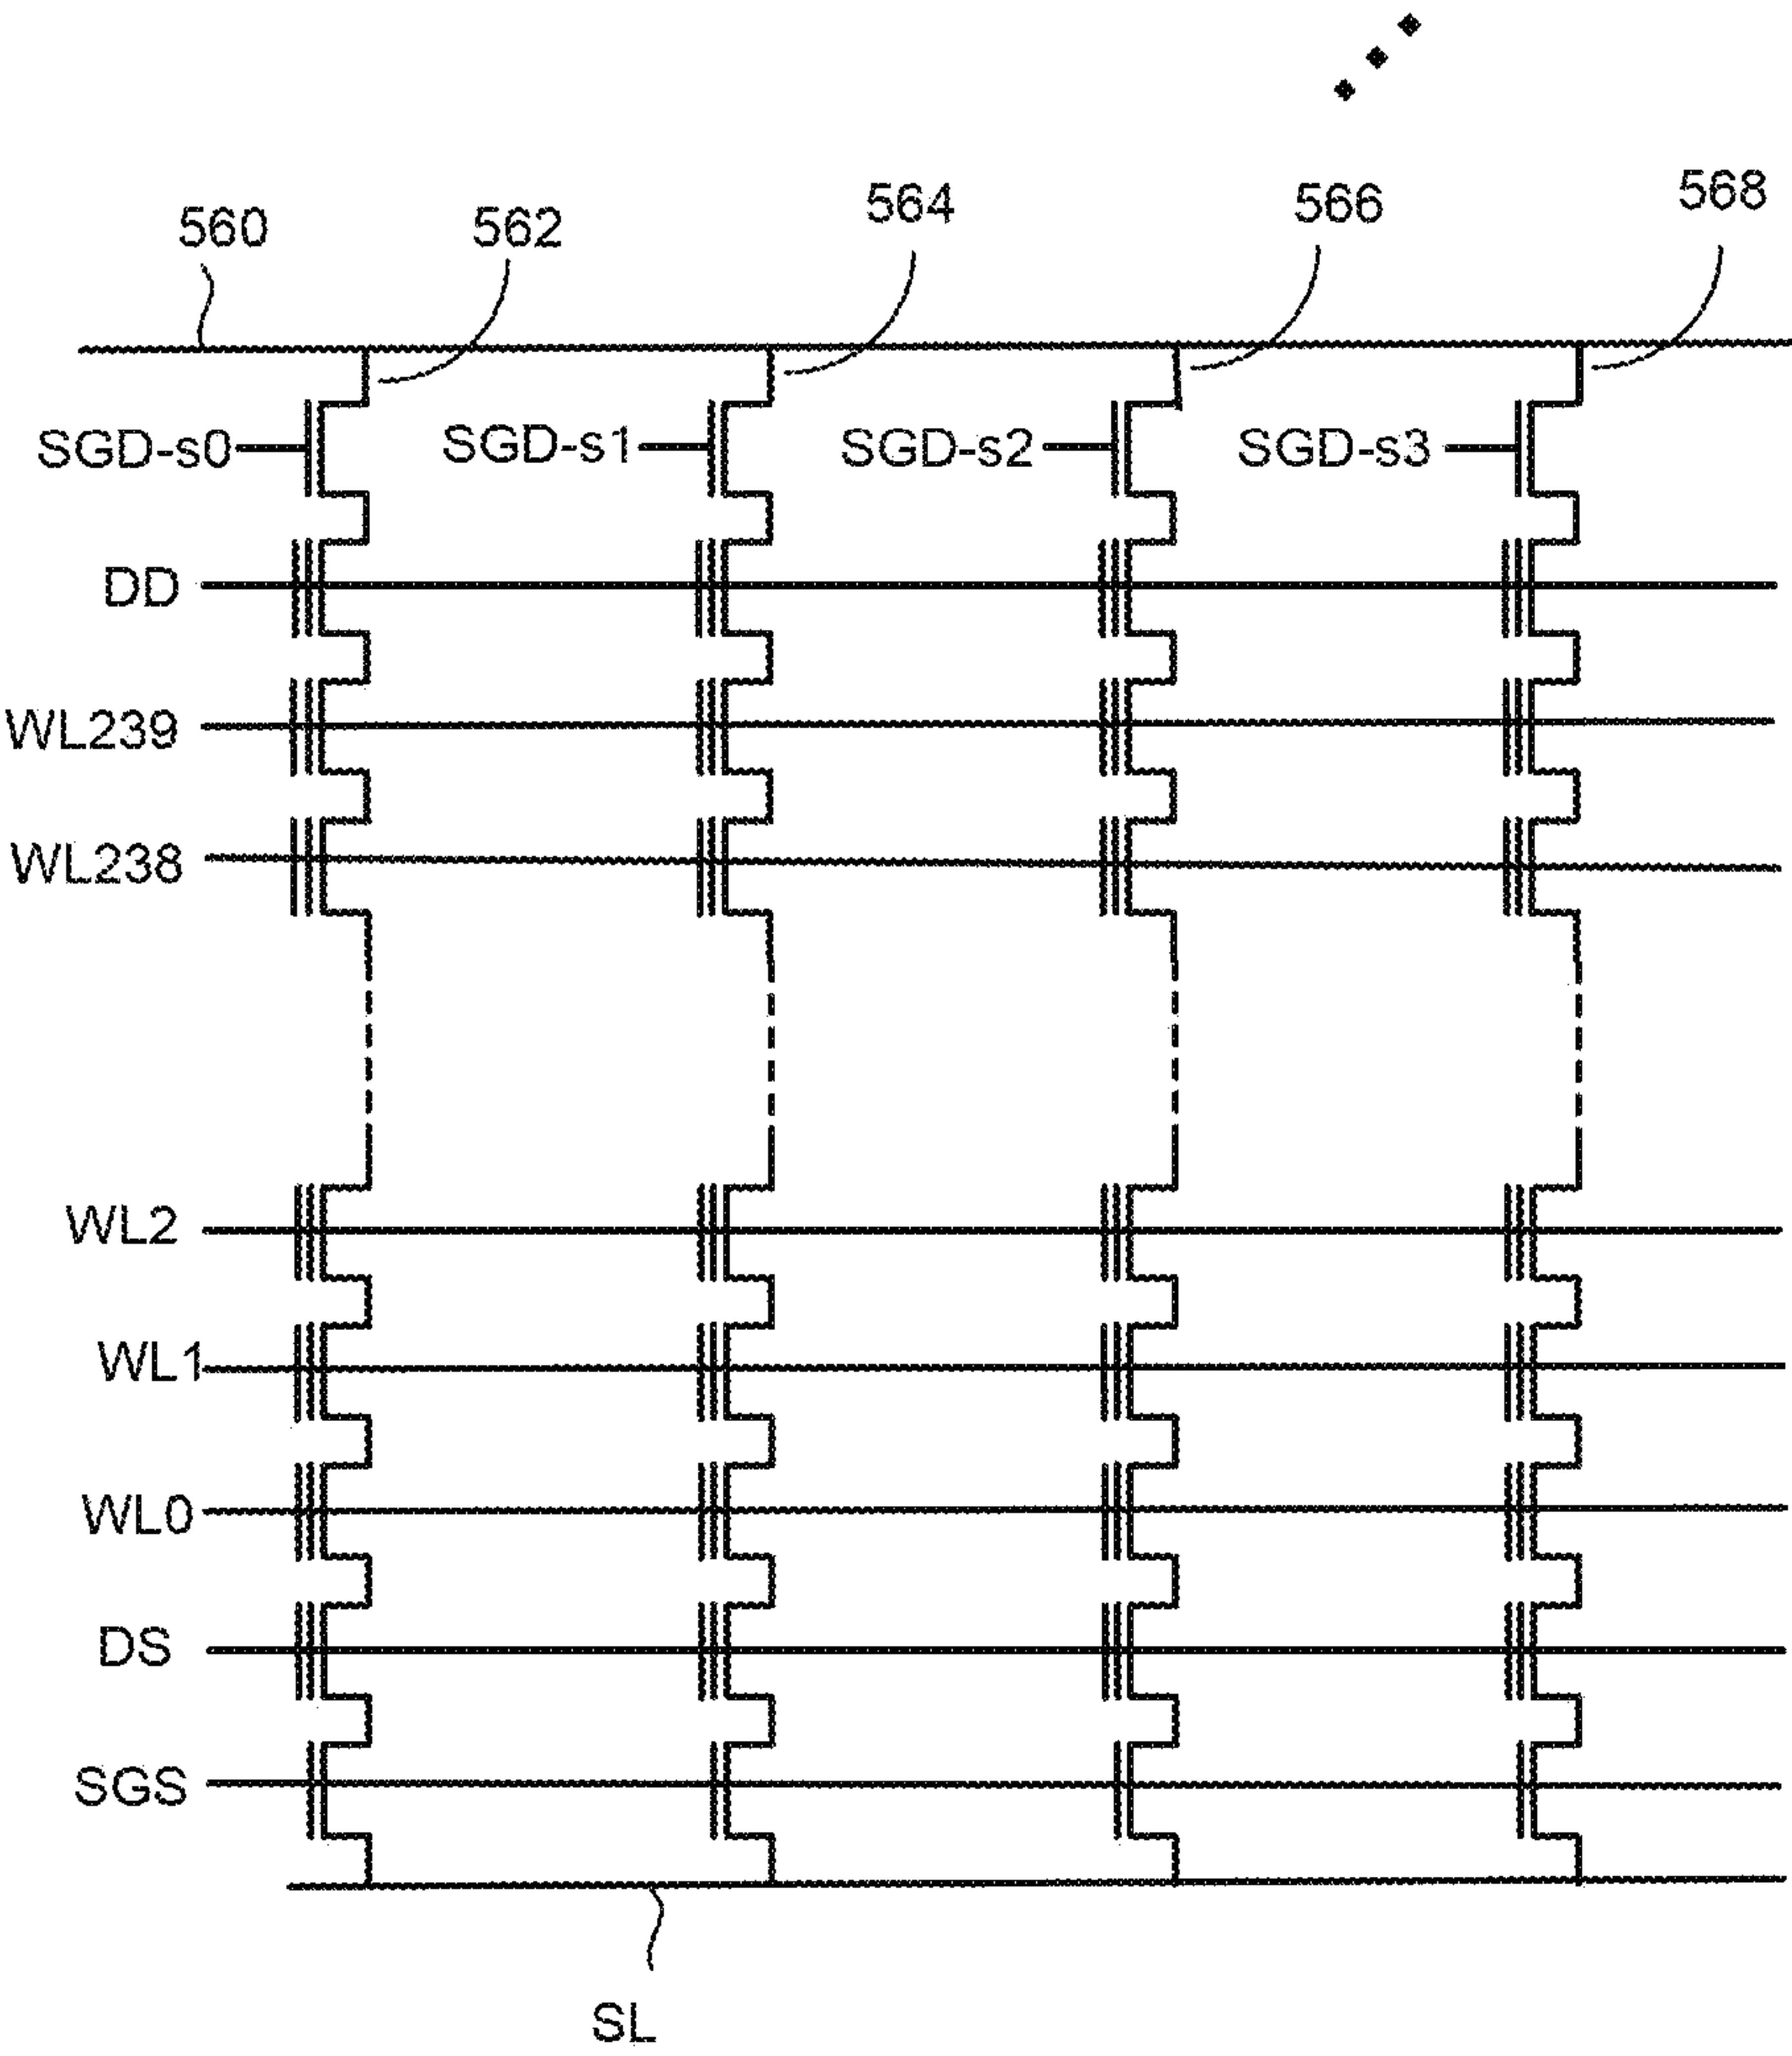 560
562
564
566
568
SGD-s0
SGD-s1
SGD-s2
SGD-s3
DD
WL239
WL238
WL2
WL1
WL0
DS
SGS
SL